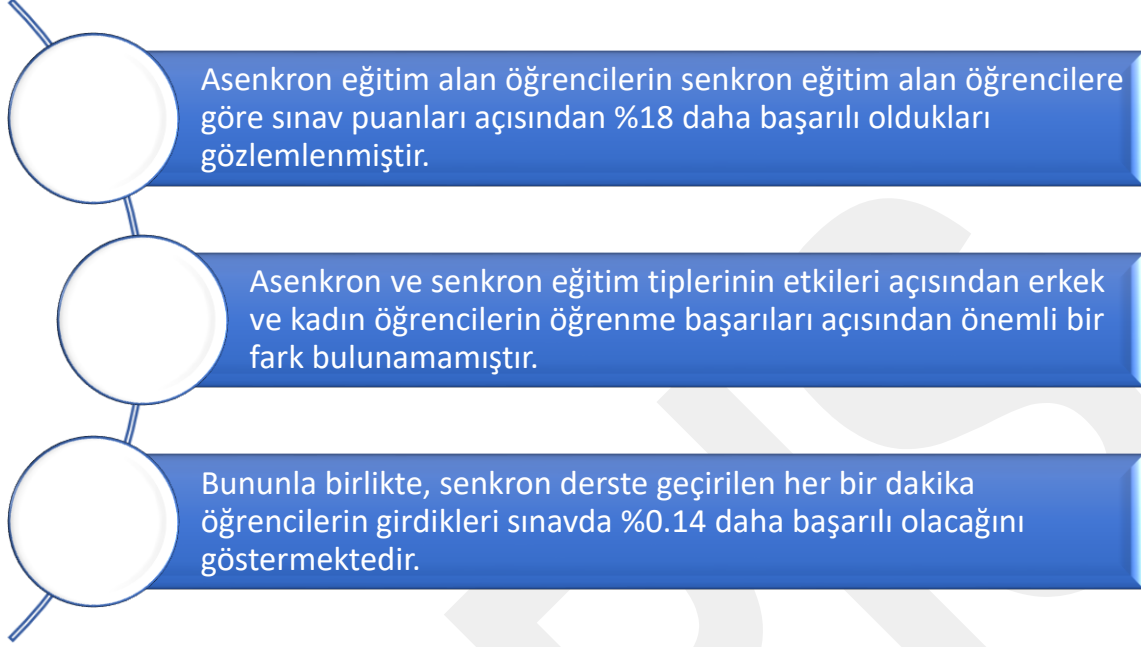 Asenkron eğitim alan öğrencilerin senkron eğitim alan öğrencilere
göre sınav puanları açısından %18 daha başarılı oldukları
gözlemlenmiştir.
Asenkron ve senkron eğitim tiplerinin etkileri açısından erkek
ve kadın öğrencilerin öğrenme başarıları açısından önemli bir
fark bulunamamıştır.
Bununla birlikte, senkron derste geçirilen her bir dakika
öğrencilerin girdikleri sınavda %0.14 daha başarılı olacağını
göstermektedir.